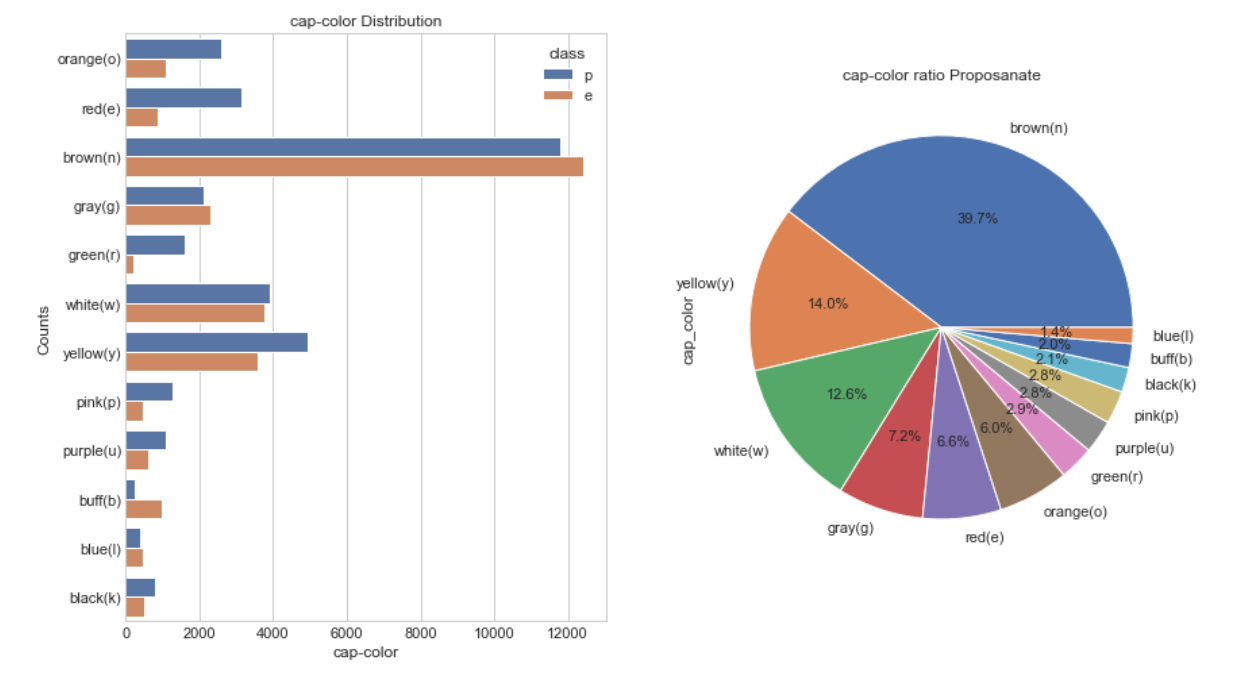 cap-color Distribution
class
p
e
orange(o)
red(e)
brown(n)
gray(g)
green(r)
white(w)
yellow(y)
pink(p)
purple(u)
buff(b)
blue(l)
black(k)
Counts
0 2000 4000 6000 8000 10000 12000
cap-color
cap-color ratio Proposanate
brown(n)
39.7%
yellow(y)
14.0%
cap_color
white(w)
12.6%
gray(g)
7.2%
red(e)
6.6%
orange(o)
6.0%
green(r)
2.9%
purple(u)
2.8%
pink(p)
2.8%
black(k)
2.1%
buff(b)
2.0%
blue(l)
1.4%